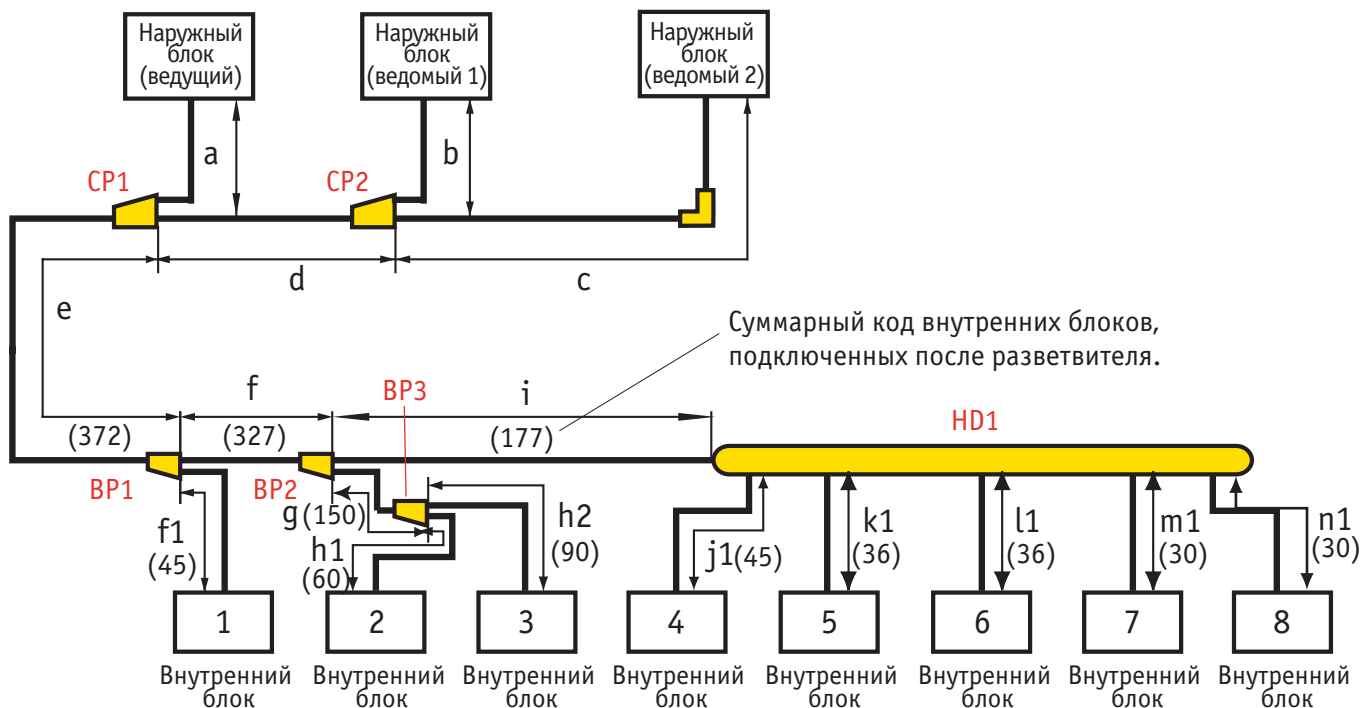 Наружный
блок
(ведущий)
Наружный
блок
(ведомый 1)
Наружный
блок
(ведомый 2)
a
b
CP1
CP2
d
c
e
Суммарный код внутренних блоков,
подключенных после разветвителя.
f
BP3
i
HD1
(372)
(327)
(177)
BP1
BP2
f1
(45)
g (150)
h1
(60)
h2
(90)
j1(45)
k1
(36)
l1
(36)
m1
(30)
n1
(30)
1
2
3
4
5
6
7
8
Внутренний
блок
Внутренний
блок
Внутренний
блок
Внутренний
блок
Внутренний
блок
Внутренний
блок
Внутренний
блок
Внутренний
блок